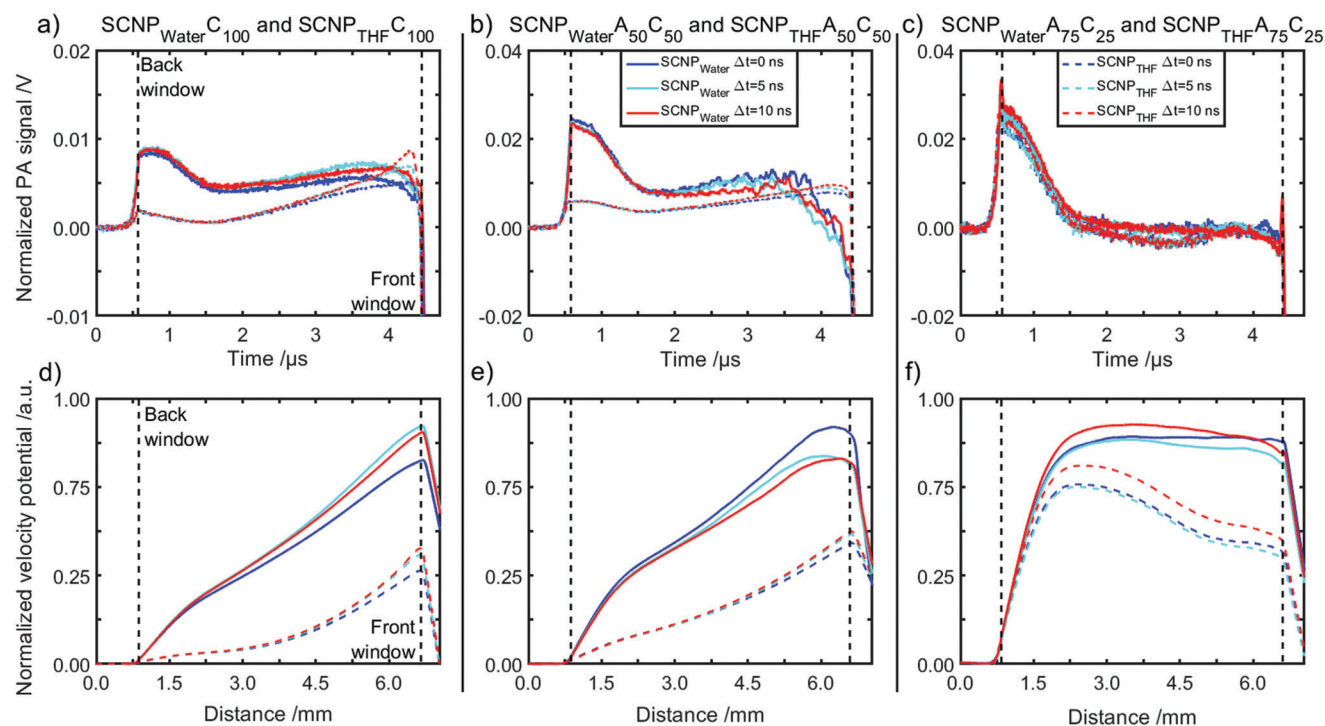 a) SCNP_Water C_100 and SCNP_THF C_100
b) SCNP_Water A_50 C_50 and SCNP_THF A_50 C_50
c) SCNP_Water A_75 C_25 and SCNP_THF A_75 C_25
Normalized PA signal /V
0.02
0.01
0.00
-0.01
Back
window
Front
window
0 1 2 3 4
Time /µs
0.06
0.04
0.02
0.00
-0.02
SCNP_Water Δt=0 ns
SCNP_Water Δt=5 ns
SCNP_Water Δt=10 ns
0 1 2 3 4
Time /µs
0.04
0.02
0.00
-0.02
SCNP_THF Δt=0 ns
SCNP_THF Δt=5 ns
SCNP_THF Δt=10 ns
0 1 2 3 4
Time /µs
d)
Normalized velocity potential /a.u.
1.00
0.75
0.50
0.25
0.00
Back
window
Front
window
0.0 1.5 3.0 4.5 6.0
Distance /mm
e)
1.00
0.75
0.50
0.25
0.00
0.0 1.5 3.0 4.5 6.0
Distance /mm
f)
1.00
0.75
0.50
0.25
0.00
0.0 1.5 3.0 4.5 6.0
Distance /mm